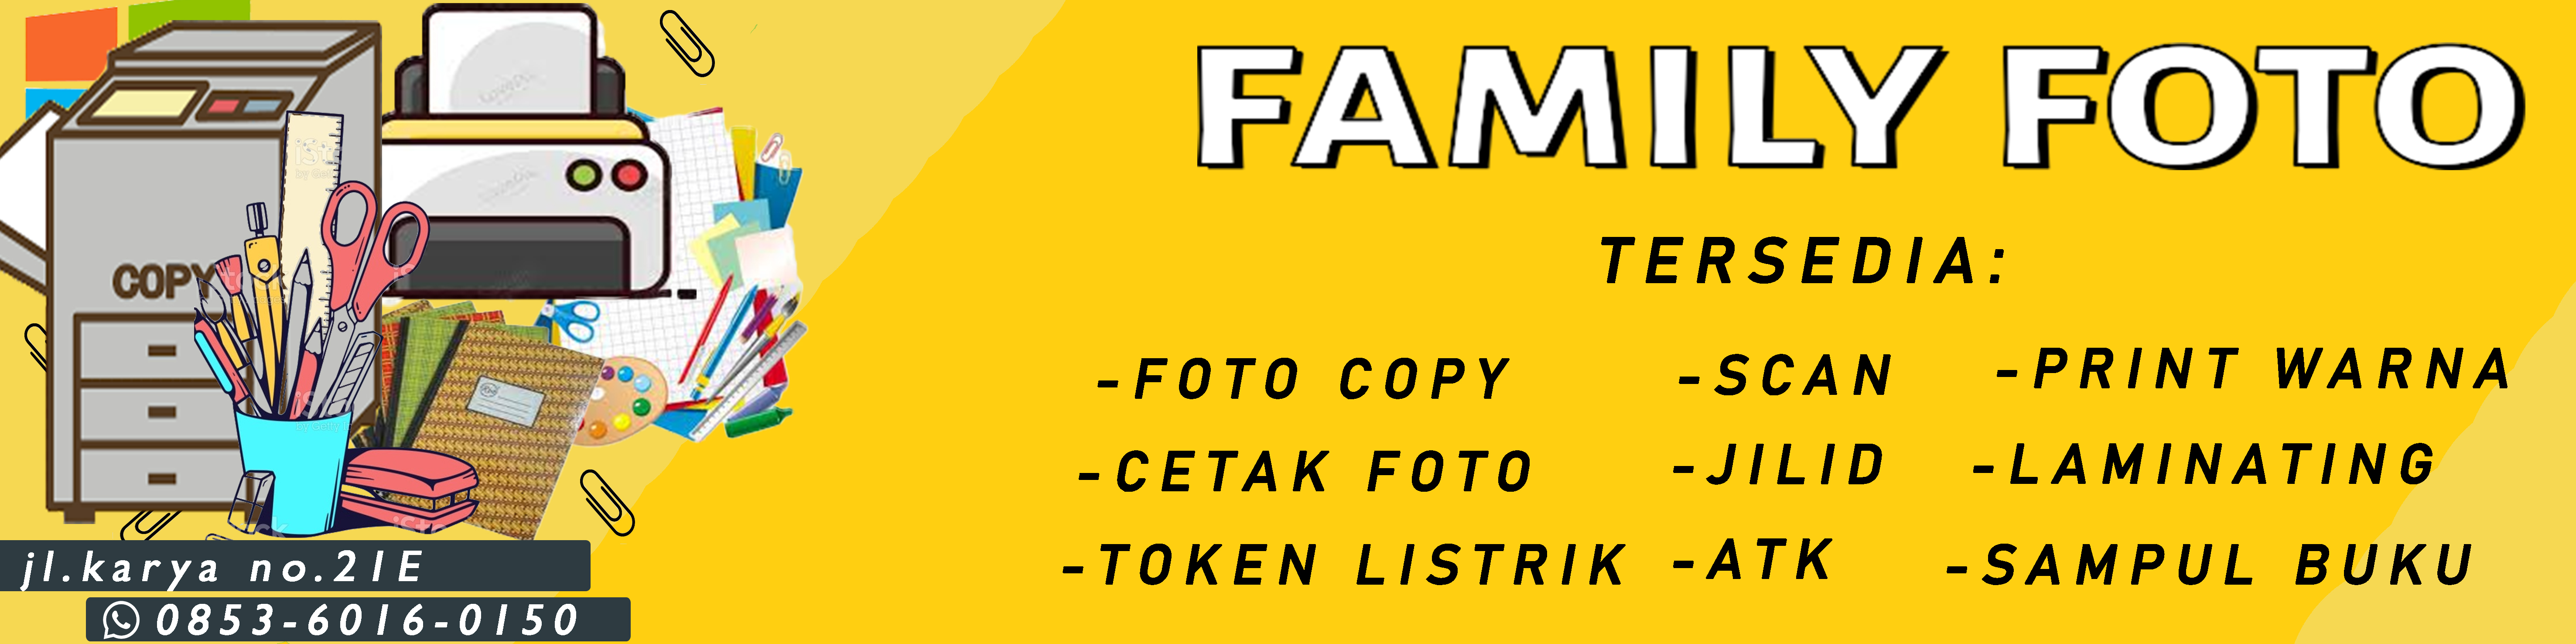 FAMILY FOTO
TERSEDIA:
-FOTO COPY
-SCAN
-PRINT WARNA
-CETAK FOTO
-JILID
-LAMINATING
-TOKEN LISTRIK
-ATK
-SAMPUL BUKU
COPY
jl.karya no.21E
0853-6016-0150